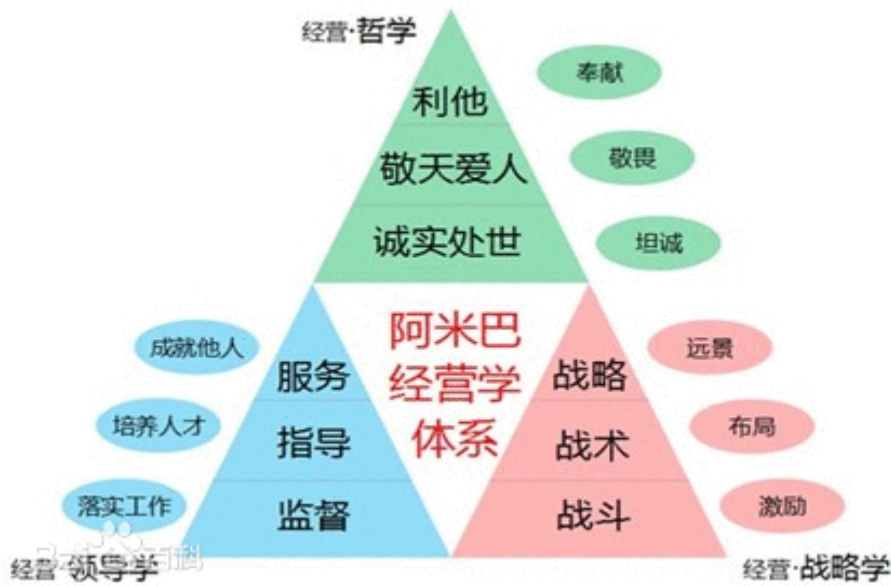 经营·哲学
利他
奉献
敬天爱人
敬畏
诚实处世
坦诚
阿米巴
经营学
体系
成就他人
服务
培养人才
指导
落实工作
监督
经营·领导学
战略
远景
战术
布局
战斗
激励
经营·战略学
百科